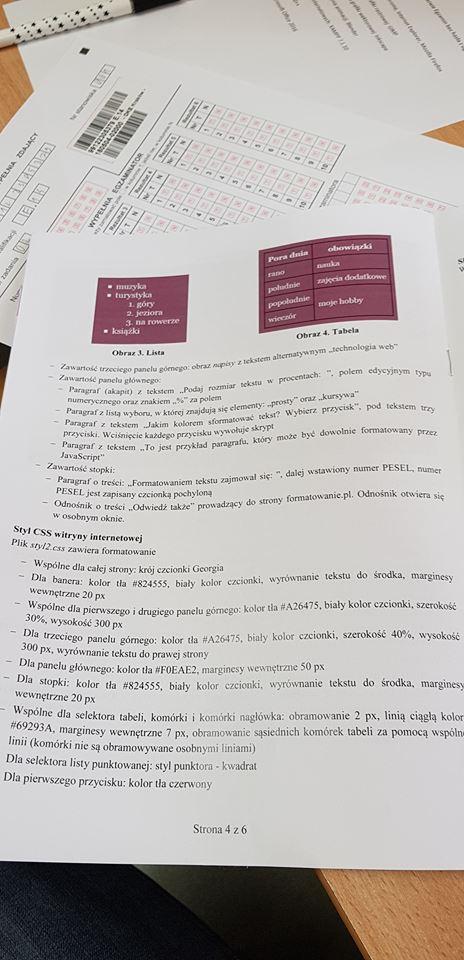 Nr stanowiska
WYPEŁNIA EGZAMINATOR
ZDAJĄCY
▪ muzyka
▪ turystyka
1. góry
2. jeziora
3. na rowerze
▪ książki
Obraz 3. Lista
Pora dnia obowiązki
rano nauka
południe zajęcia dodatkowe
popołudnie moje hobby
wieczór
Obraz 4. Tabela
− Zawartość trzeciego panelu górnego: obraz napisy z tekstem alternatywnym „technologia web”
− Zawartość panelu głównego:
− Paragraf (akapit) z tekstem „Podaj rozmiar tekstu w procentach: ”, polem edycyjnym typu
numerycznego oraz znakiem „%” za polem
− Paragraf z listą wyboru, w której znajdują się elementy: „prosty” oraz „kursywa”
− Paragraf z tekstem „Jakim kolorem sformatować tekst? Wybierz przycisk”, pod tekstem trzy
przyciski. Wciśnięcie każdego przycisku wywołuje skrypt
− Paragraf z tekstem „To jest przykład paragrafu, który może być dowolnie formatowany przez
JavaScript”
− Zawartość stopki:
− Paragraf o treści: „Formatowaniem tekstu zajmował się: ”, dalej wstawiony numer PESEL, numer
PESEL jest zapisany czcionką pochyloną
− Odnośnik o treści „Odwiedź także” prowadzący do strony formatowanie.pl. Odnośnik otwiera się
w osobnym oknie.
Styl CSS witryny internetowej
Plik styl2.css zawiera formatowanie
− Wspólne dla całej strony: krój czcionki Georgia
− Dla banera: kolor tła #824555, biały kolor czcionki, wyrównanie tekstu do środka, marginesy
wewnętrzne 20 px
− Wspólne dla pierwszego i drugiego panelu górnego: kolor tła #A26475, biały kolor czcionki, szerokość
30%, wysokość 300 px
− Dla trzeciego panelu górnego: kolor tła #A26475, biały kolor czcionki, szerokość 40%, wysokość
300 px, wyrównanie tekstu do prawej strony
− Dla panelu głównego: kolor tła #F0EAE2, marginesy wewnętrzne 50 px
− Dla stopki: kolor tła #824555, biały kolor czcionki, wyrównanie tekstu do środka, marginesy
wewnętrzne 20 px
− Wspólne dla selektora tabeli, komórki i komórki nagłówka: obramowanie 2 px, linią ciągłą kolor
#69293A, marginesy wewnętrzne 7 px, obramowanie sąsiednich komórek tabeli za pomocą wspóln
linii (komórki nie są obramowywane osobnymi liniami)
Dla selektora listy punktowanej: styl punktora - kwadrat
Dla pierwszego przycisku: kolor tła czerwony
Strona 4 z 6